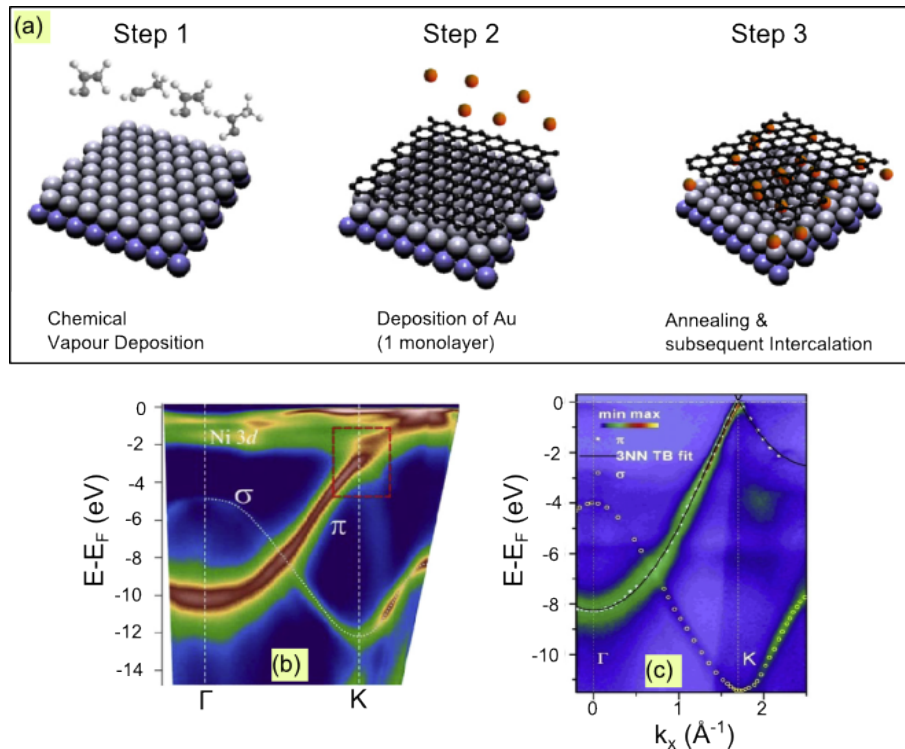 (a)
Step 1
Step 2
Step 3
Chemical
Vapour Deposition
Deposition of Au
(1 monolayer)
Annealing &
subsequent Intercalation
E-E_F (eV)
0
-2
-4
-6
-8
-10
-12
-14
Ni 3d
σ
π
(b)
Γ
K
E-E_F (eV)
0
-2
-4
-6
-8
-10
min max
π
3NN TB fit
σ
Γ
(c)
K
0
1
2
k_x (Å⁻¹)